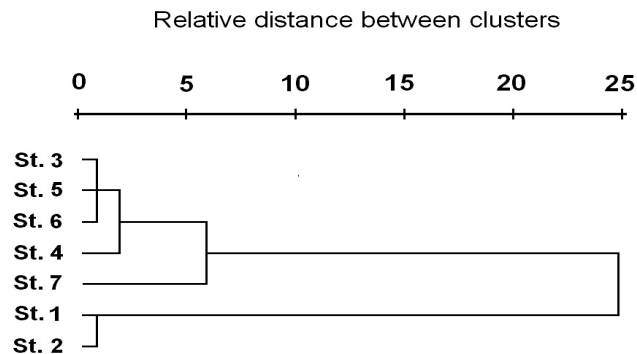 Relative distance between clusters
0 5 10 15 20 25
St. 3
St. 5
St. 6
St. 4
St. 7
St. 1
St. 2